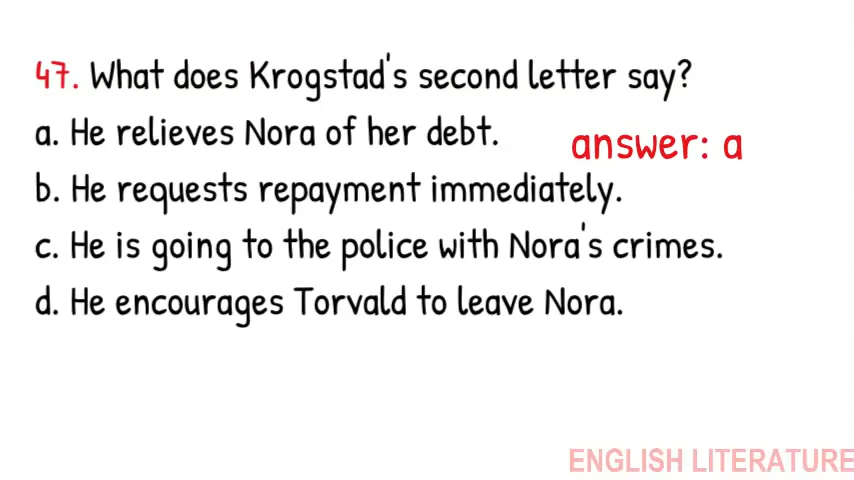 47. What does Krogstad's second letter say?
a. He relieves Nora of her debt.
answer: a
b. He requests repayment immediately.
c. He is going to the police with Nora's crimes.
d. He encourages Torvald to leave Nora.
ENGLISH LITERATURE